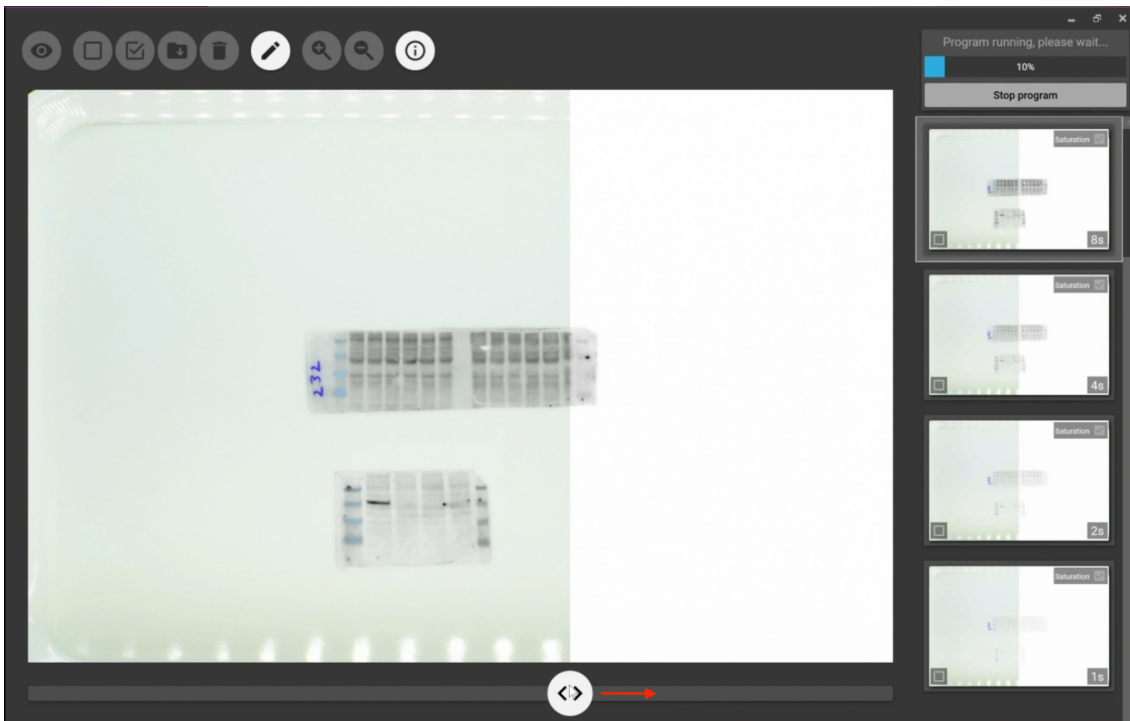 Program running, please wait...
10%
Stop program
Saturation
8s
Saturation
4s
Saturation
2s
Saturation
1s
232